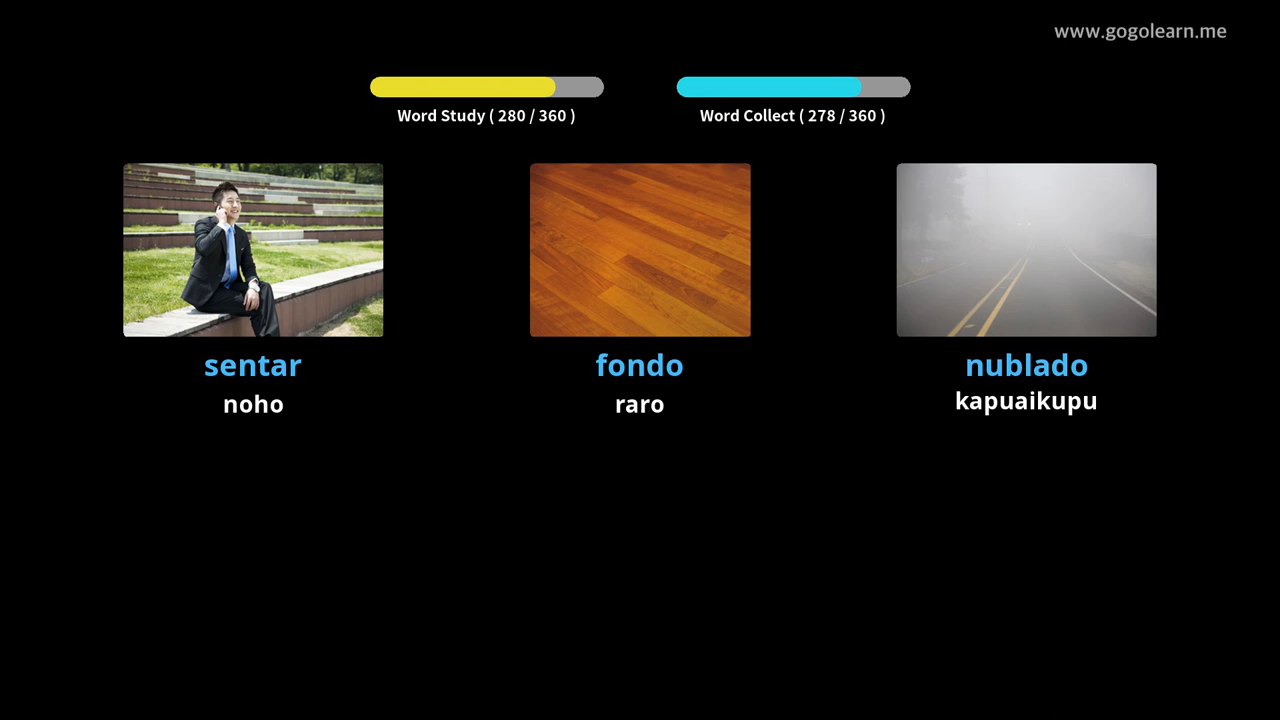 www.gogolearn.me
Word Study ( 280 / 360 )
Word Collect ( 278 / 360 )
sentar
noho
fondo
raro
nublado
kapuaikupu